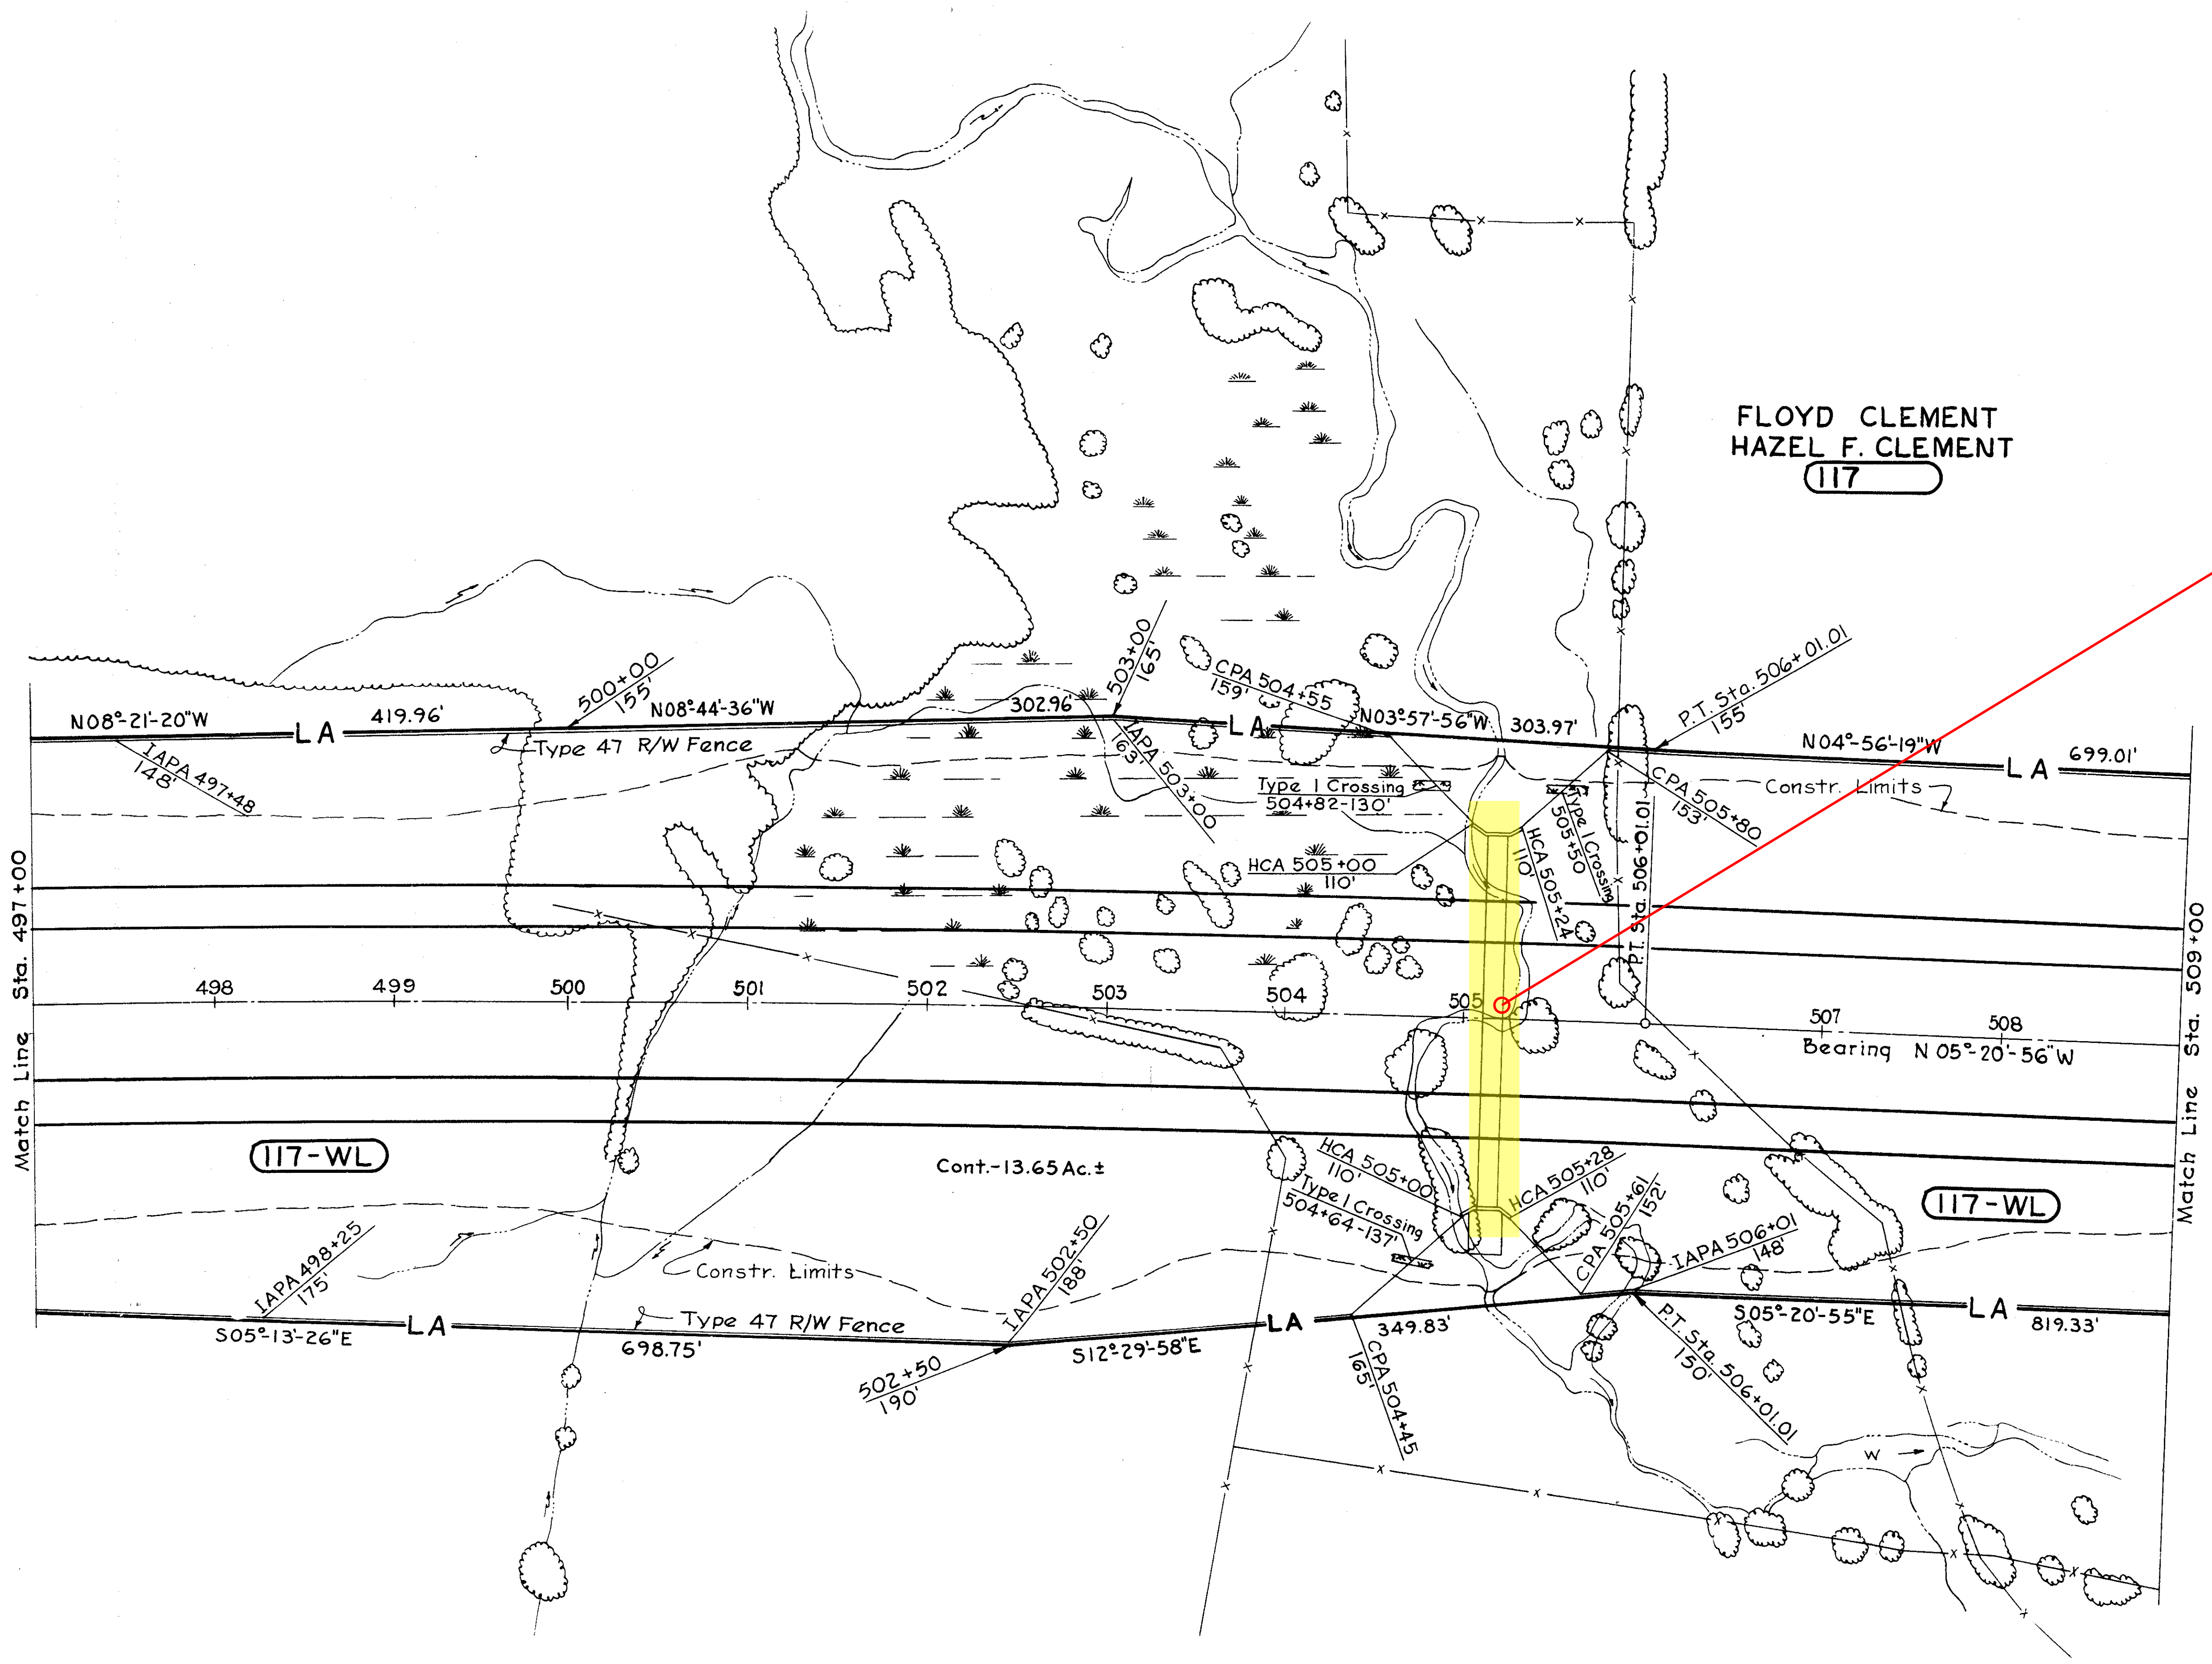 FLOYD CLEMENT
HAZEL F. CLEMENT
117
500+00
155'
503+00
165'
CPA 504+55
159'
P.T. Sta. 506+01.01
155'
N08°-21'-20"W
LA
419.96'
N08°-44'-36"W
302.96'
LA
N03°-57'-56"W
303.97'
N04°-56'-19"W
LA
699.01'
IAPA 497+48
148'
Type 47 R/W Fence
IAPA 503+00
163'
Type 1 Crossing
504+82-130'
Type 1 Crossing
505+50
CPA 505+80
153'
Constr. Limits
HCA 505+00
110'
HCA 505+24
110'
P.T. Sta. 506+01.01
Match Line Sta. 497+00
Match Line Sta. 509+00
498
499
500
501
502
503
504
505
507
508
Bearing N 05°-20'-56"W
117-WL
Cont.-13.65 Ac.±
HCA 505+00
110'
Type 1 Crossing
504+64-137'
HCA 505+28
110'
CPA 505+61
152'
IAPA 506+01
148'
117-WL
IAPA 498+25
175'
Constr. Limits
IAPA 502+50
188'
S05°-13'-26"E
LA
Type 47 R/W Fence
698.75'
502+50
190'
S12°-29'-58"E
LA
349.83'
CPA 504+45
165'
P.T. Sta. 506+01.01
150'
S05°-20'-55"E
LA
819.33'
W